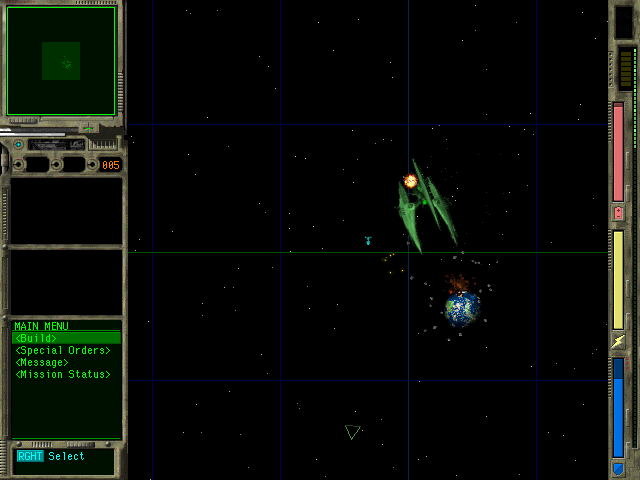 005
MAIN MENU
<Build>
<Special Orders>
<Message>
<Mission Status>
RGHT Select